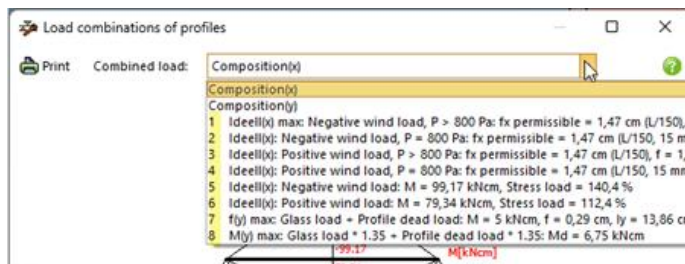 Load combinations of profiles
Print Combined load: Composition(x)
Composition(x)
Composition(y)
1 Ideell(x) max: Negative wind load, P > 800 Pa: fx permissible = 1,47 cm (L/150),
2 Ideell(x): Negative wind load, P = 800 Pa: fx permissible = 1,47 cm (L/150, 15 mm
3 Ideell(x): Positive wind load, P > 800 Pa: fx permissible = 1,47 cm (L/150), f = 1,
4 Ideell(x): Positive wind load, P = 800 Pa: fx permissible = 1,47 cm (L/150, 15 mm
5 Ideell(x): Negative wind load: M = 99,17 kNcm, Stress load = 140,4 %
6 Ideell(x): Positive wind load: M = 79,34 kNcm, Stress load = 112,4 %
7 f(y) max: Glass load + Profile dead load: M = 5 kNcm, f = 0,29 cm, Iy = 13,86 cm
8 M(y) max: Glass load * 1.35 + Profile dead load * 1.35: Md = 6,75 kNcm
-99.17 M[kNcm]